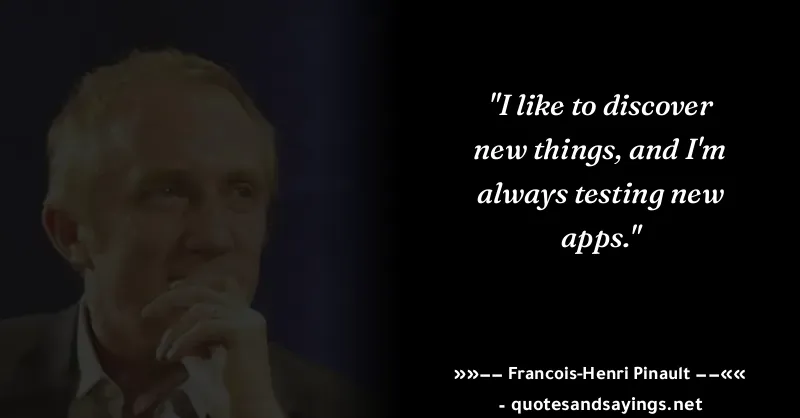 "I like to discover
new things, and I'm
always testing new
apps."
»»–– Francois-Henri Pinault ––««
- quotesandsayings.net